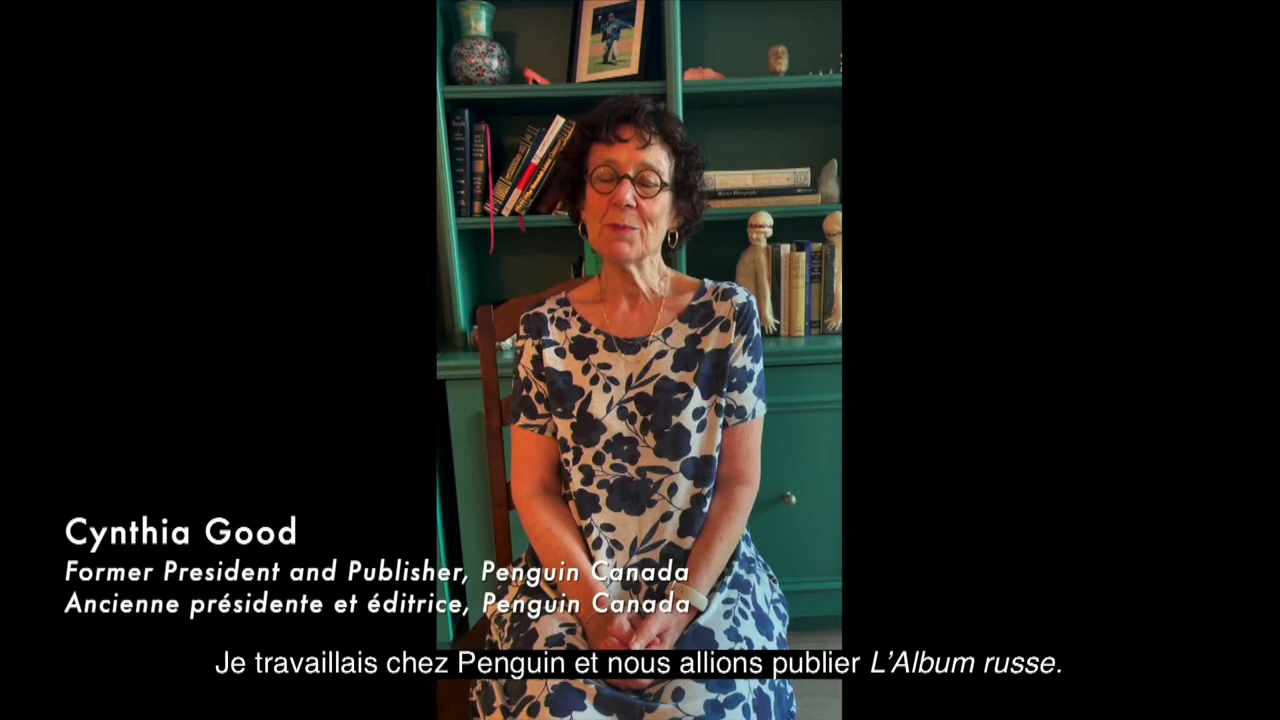 Cynthia Good
Former President and Publisher, Penguin Canada
Ancienne présidente et éditrice, Penguin Canada
Je travaillais chez Penguin et nous allions publier L’Album russe.